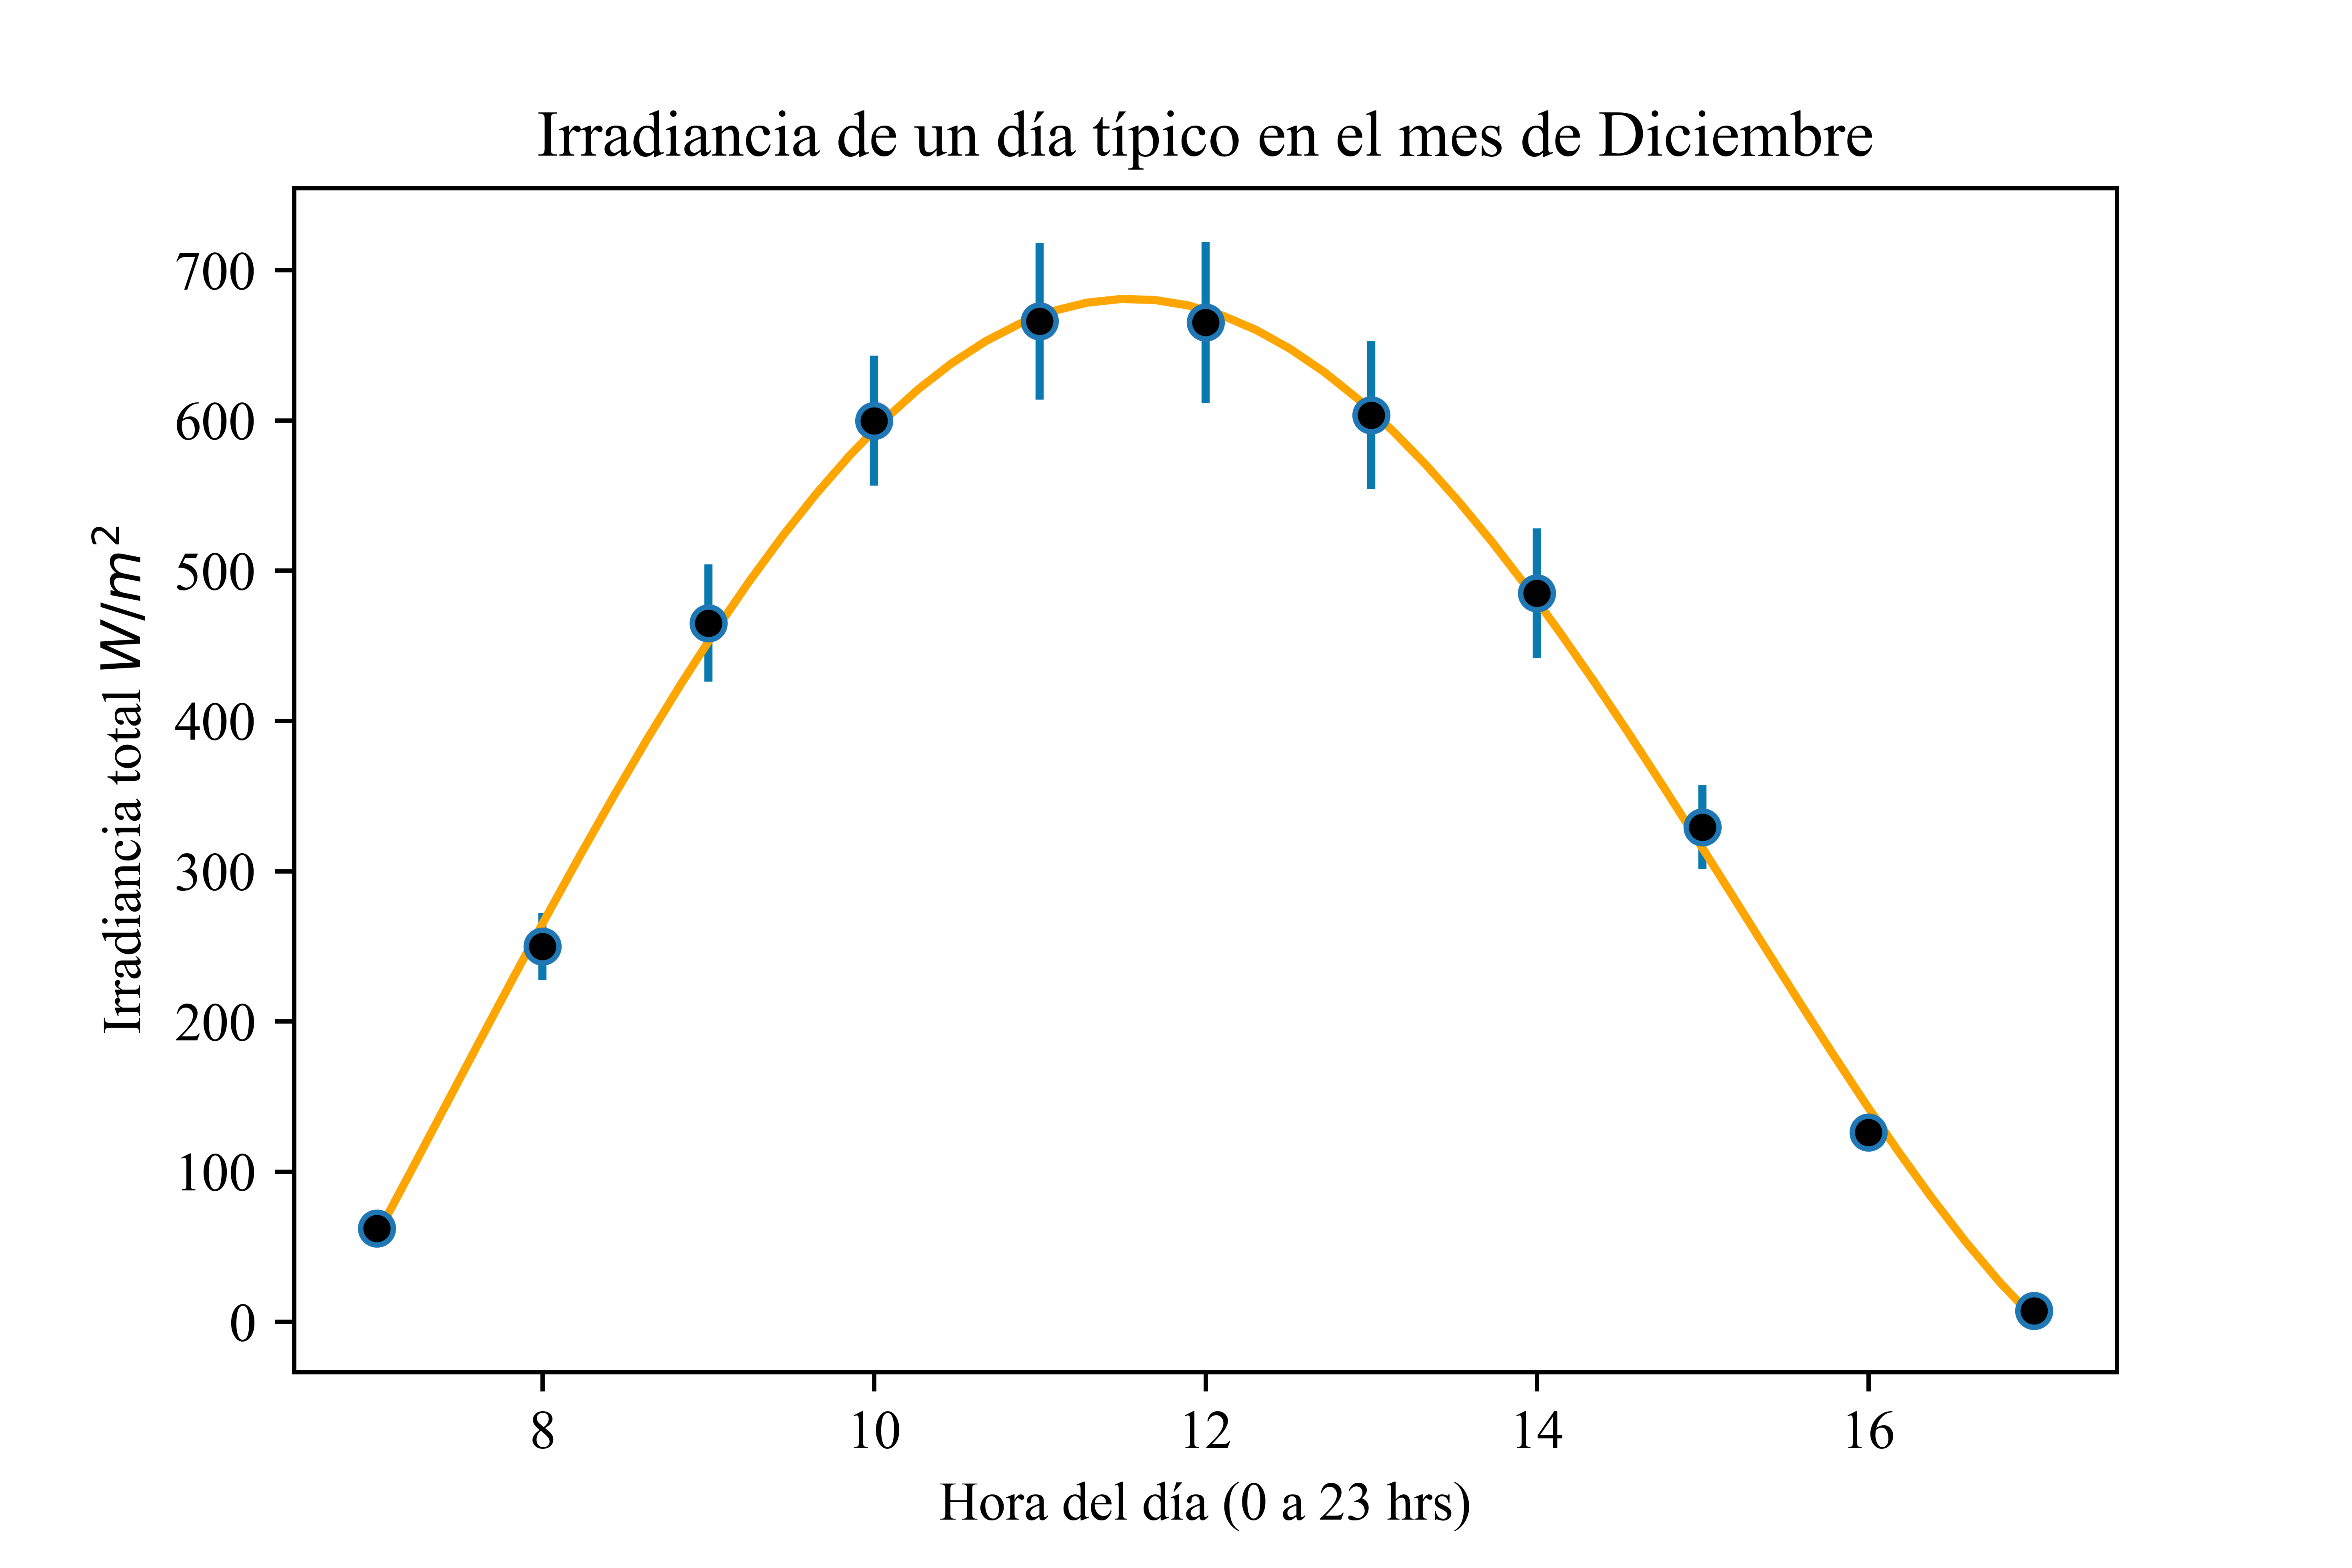 Irradiancia de un día típico en el mes de Diciembre
Irradiancia total W/m²
700
600
500
400
300
200
100
0
8 10 12 14 16
Hora del día (0 a 23 hrs)